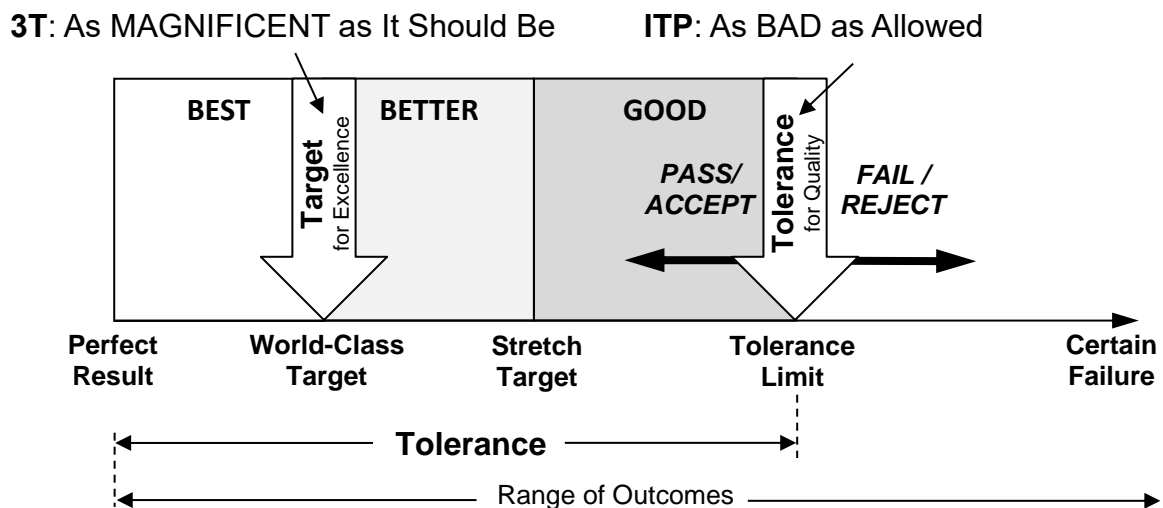 3T: As MAGNIFICENT as It Should Be
ITP: As BAD as Allowed
BEST
BETTER
GOOD
Target
for Excellence
Tolerance
for Quality
PASS/
ACCEPT
FAIL /
REJECT
Perfect
Result
World-Class
Target
Stretch
Target
Tolerance
Limit
Certain
Failure
Tolerance
Range of Outcomes